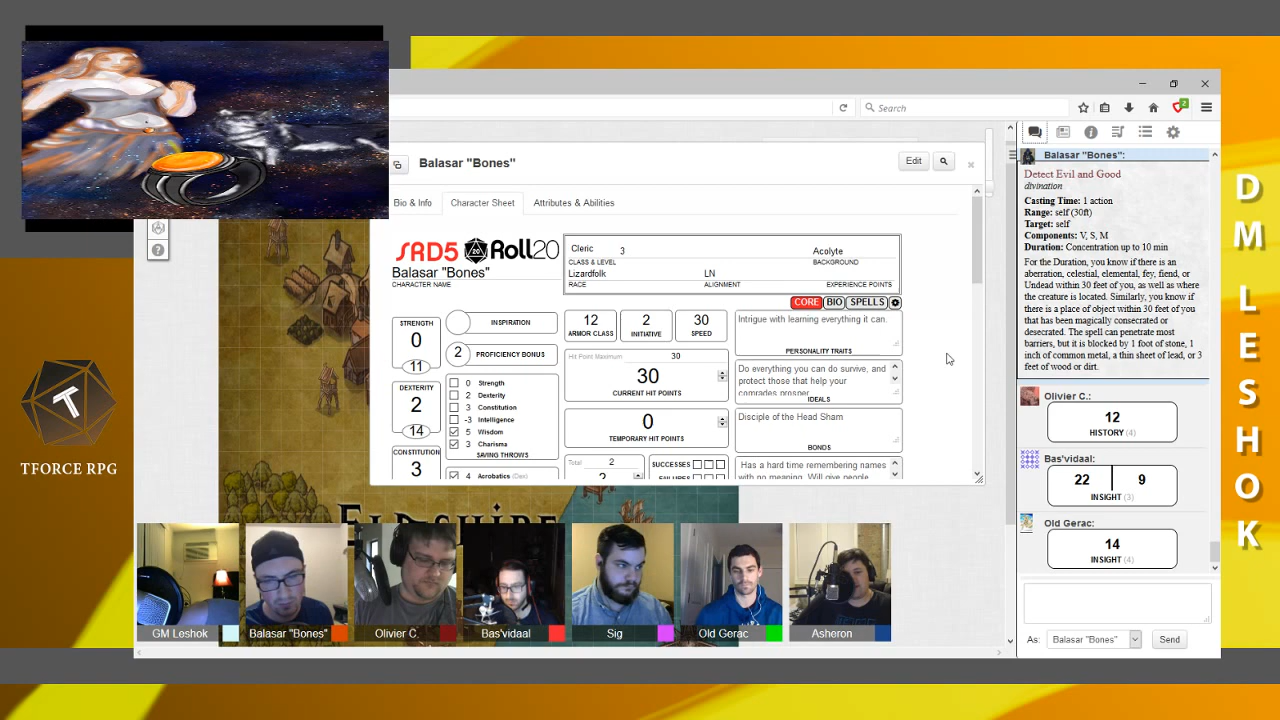 Search
2
Balasar "Bones"
Edit
Bio & Info
Character Sheet
Attributes & Abilities
SRD5 20 Roll20
Balasar "Bones"
CHARACTER NAME
Cleric 3 Acolyte
CLASS & LEVEL BACKGROUND
Lizardfolk LN
RACE ALIGNMENT EXPERIENCE POINTS
CORE BIO SPELLS
STRENGTH
0
11
DEXTERITY
2
14
CONSTITUTION
3
INSPIRATION
2 PROFICIENCY BONUS
0 Strength
2 Dexterity
3 Constitution
-3 Intelligence
5 Wisdom
3 Charisma
SAVING THROWS
4 Acrobatics (Dex)
12
ARMOR CLASS
2
INITIATIVE
30
SPEED
Hit Point Maximum 30
30
CURRENT HIT POINTS
0
TEMPORARY HIT POINTS
Total 2
SUCCESSES
Intrigue with learning everything it can.
PERSONALITY TRAITS
Do everything you can do survive, and
protect those that help your
comrades prosper
IDEALS
Disciple of the Head Sham
BONDS
Has a hard time remembering names
with no meaning. Will give people
Balasar "Bones":
Detect Evil and Good
divination
Casting Time: 1 action
Range: self (30ft)
Target: self
Components: V, S, M
Duration: Concentration up to 10 min
For the Duration, you know if there is an
aberration, celestial, elemental, fey, fiend, or
Undead within 30 feet of you, as well as where
the creature is located. Similarly, you know if
there is a place of object within 30 feet of you
that has been magically consecrated or
desecrated. The spell can penetrate most
barriers, but it is blocked by 1 foot of stone, 1
inch of common metal, a thin sheet of lead, or 3
feet of wood or dirt.
Olivier C.:
12
HISTORY (4)
Bas'vidaal:
22 9
INSIGHT (3)
Old Gerac:
14
INSIGHT (4)
As: Balasar "Bones" Send
T
TFORCE RPG
DM LESHOK
GM Leshok
Balasar "Bones"
Olivier C.
Bas'vidaal
Sig
Old Gerac
Asheron